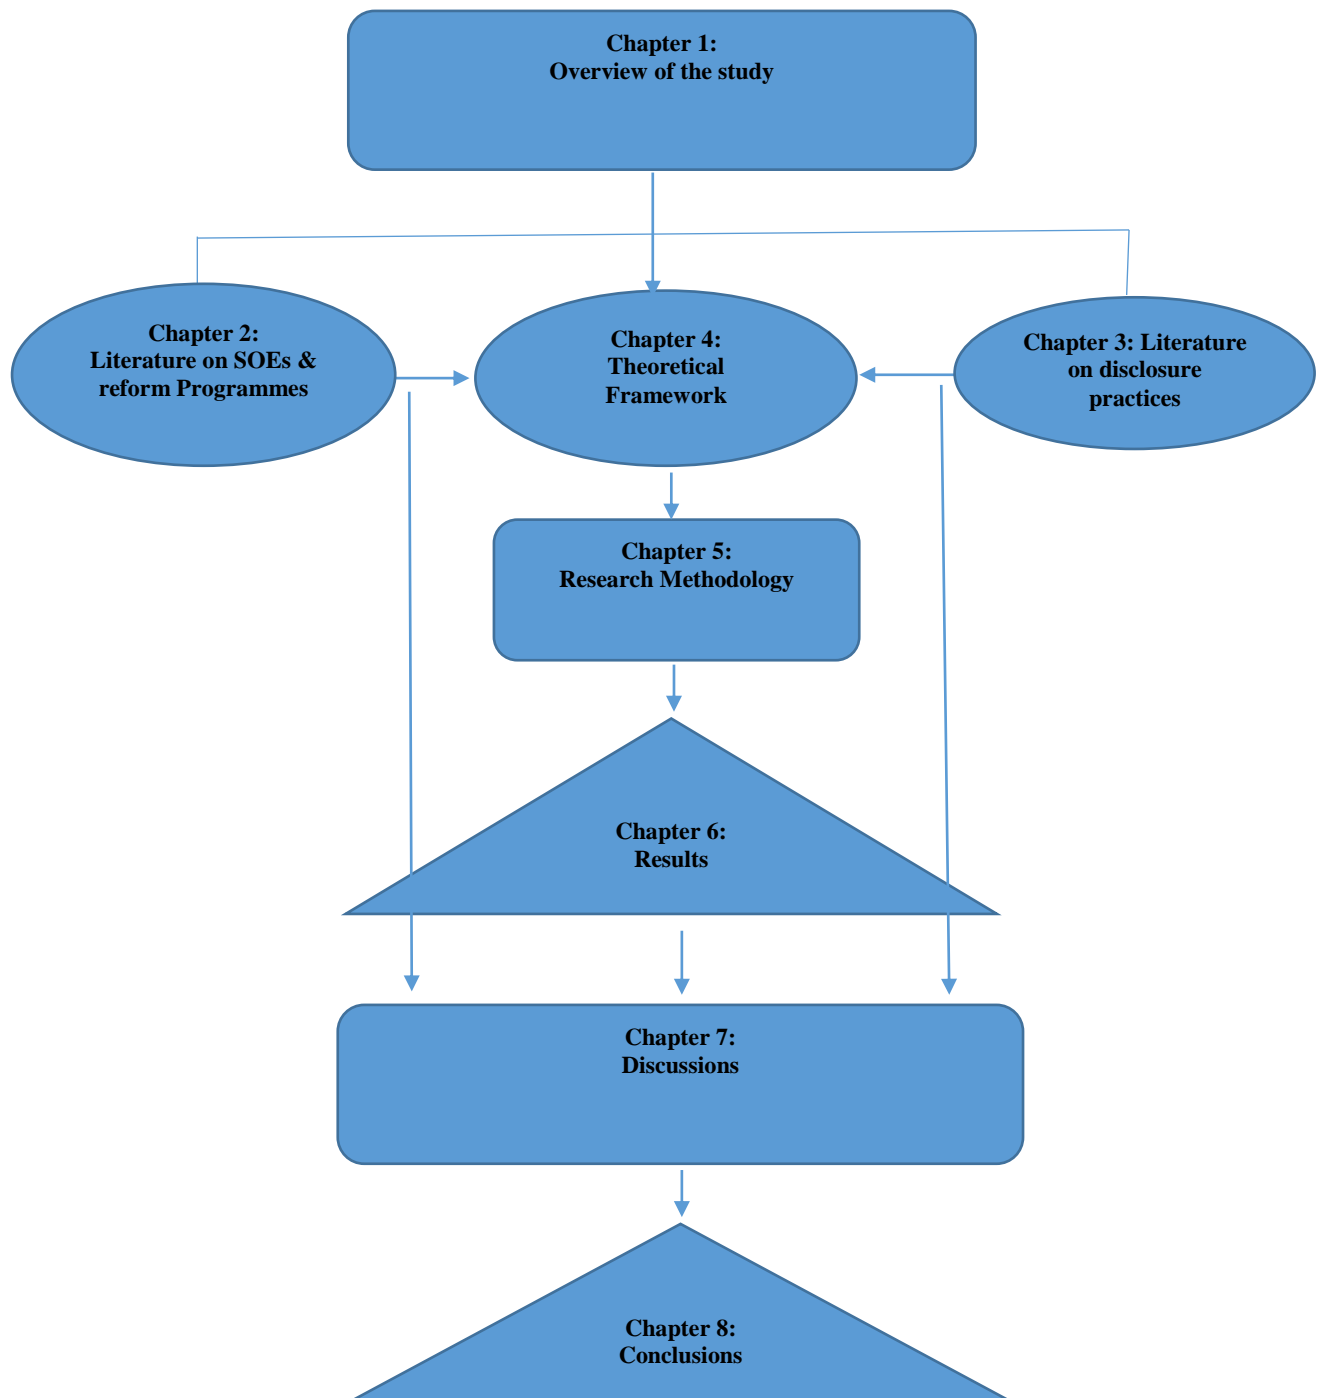 Chapter 1:
Overview of the study
Chapter 2:
Literature on SOEs &
reform Programmes
Chapter 4:
Theoretical
Framework
Chapter 3: Literature
on disclosure
practices
Chapter 5:
Research Methodology
Chapter 6:
Results
Chapter 7:
Discussions
Chapter 8:
Conclusions